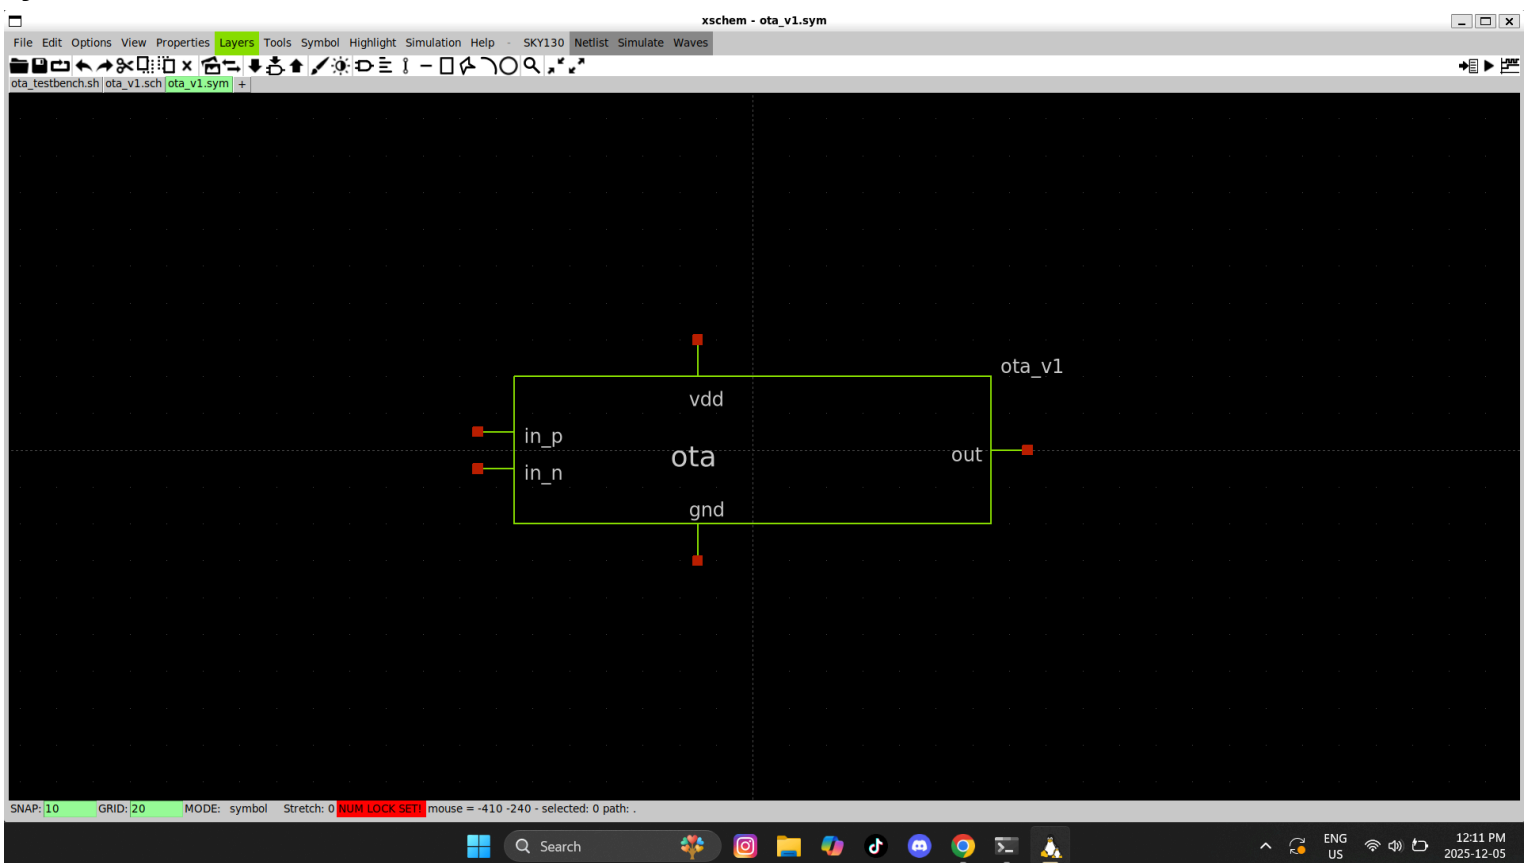 xschem - ota_v1.sym
File Edit Options View Properties Layers Tools Symbol Highlight Simulation Help - SKY130 Netlist Simulate Waves
ota_testbench.sh ota_v1.sch ota_v1.sym +
ota_v1
vdd
in_p
ota
out
in_n
gnd
SNAP: 10 GRID: 20 MODE: symbol Stretch: 0 NUM LOCK SET! mouse = -410 -240 - selected: 0 path: .
Search
ENG
US
12:11 PM
2025-12-05